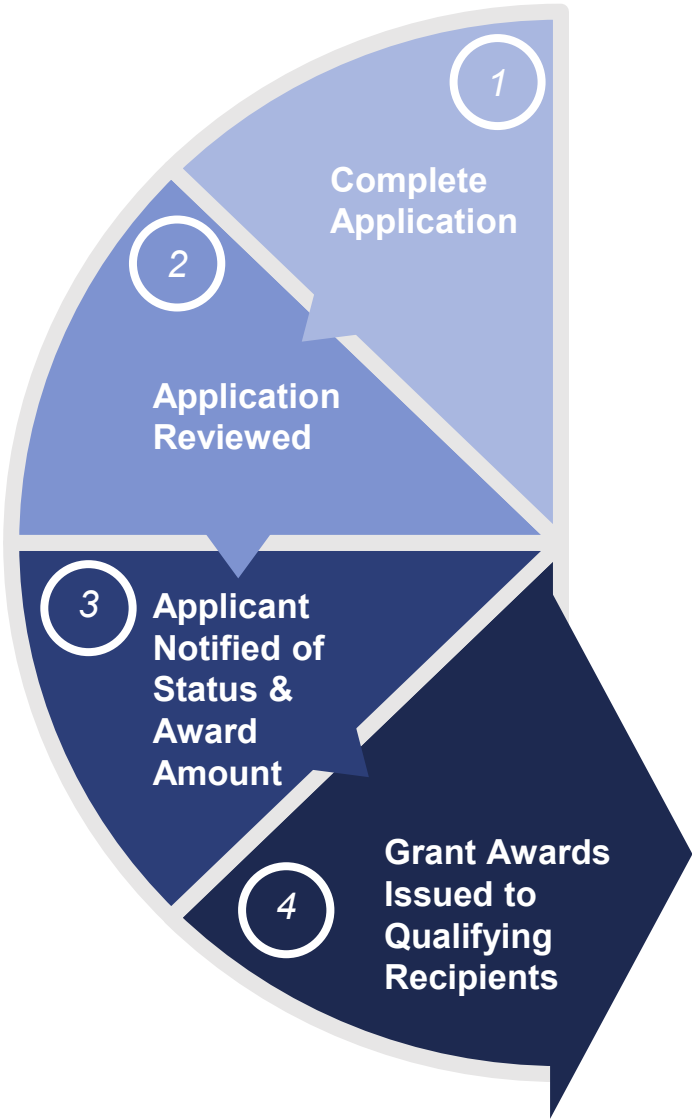 1
Complete
Application
2
Application
Reviewed
3
Applicant
Notified of
Status &
Award
Amount
4
Grant Awards
Issued to
Qualifying
Recipients